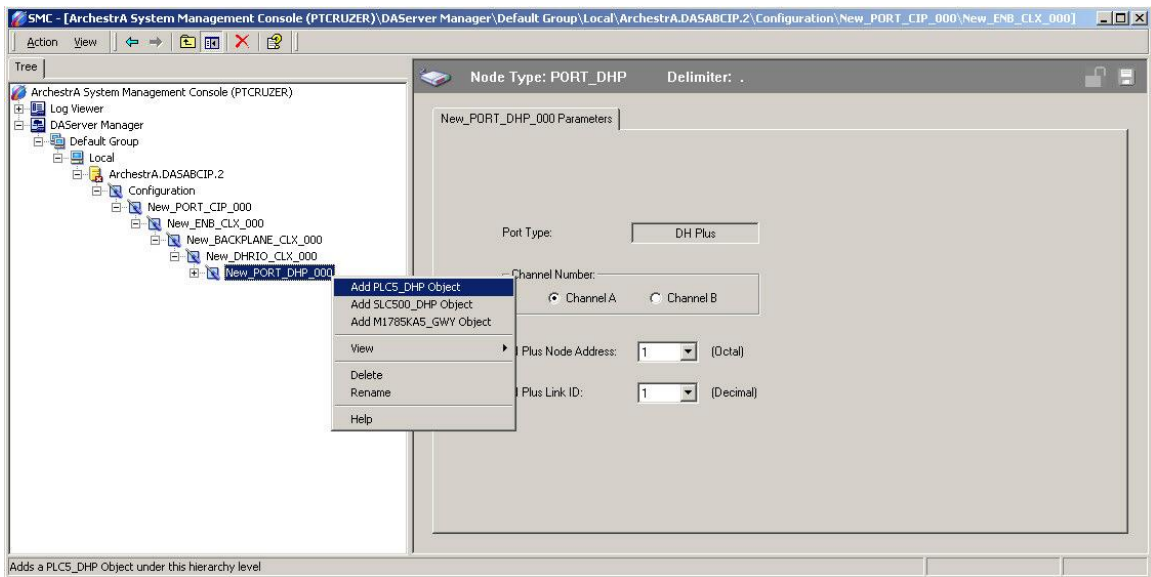 SMC - [ArchestrA System Management Console (PTCRUZER)\DAServer Manager\Default Group\Local\ArchestrA.DASABCIP.2\Configuration\New_PORT_CIP_000\New_ENB_CLX_000]
Action View
Tree
ArchestrA System Management Console (PTCRUZER)
Log Viewer
DAServer Manager
Default Group
Local
ArchestrA.DASABCIP.2
Configuration
New_PORT_CIP_000
New_ENB_CLX_000
New_BACKPLANE_CLX_000
New_DHRIO_CLX_000
New_PORT_DHP_000
Add PLC5_DHP Object
Add SLC500_DHP Object
Add M1785KA5_GWY Object
View
Delete
Rename
Help
Node Type: PORT_DHP Delimiter: .
New_PORT_DHP_000 Parameters
Port Type: DH Plus
Channel Number:
Channel A Channel B
Plus Node Address: 1 (Octal)
Plus Link ID: 1 (Decimal)
Adds a PLC5_DHP Object under this hierarchy level